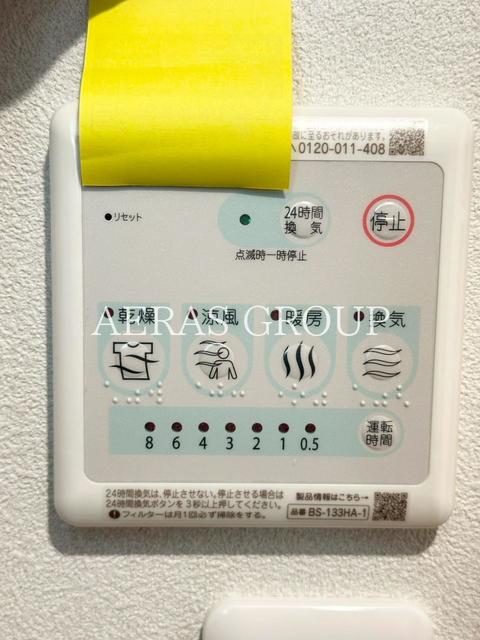 至るおそれがあります。
0120-011-408
リセット
24時間
換気
停止
点滅時一時停止
乾燥
涼風
暖房
換気
AERAS GROUP
8 6 4 3 2 1 0.5
運転
時間
24時間換気は、停止させない。停止させる場合は
24時間換気ボタンを3秒以上押してください。
フィルターは月1回必ず掃除をする。
製品情報はこちら→
品番 BS-133HA-1